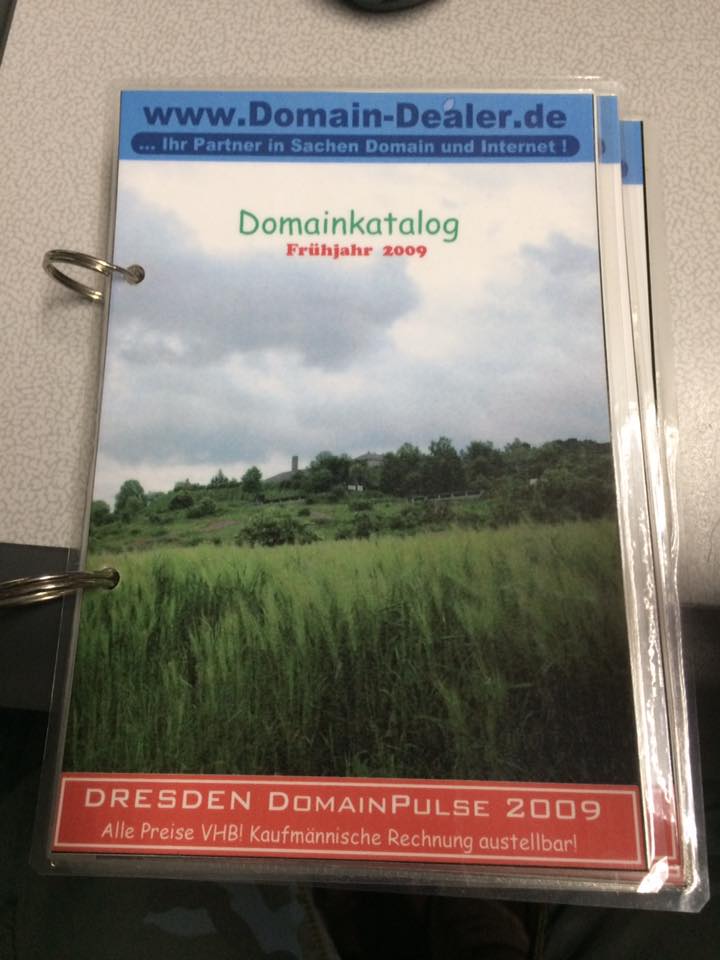 www.Domain-Dealer.de
... Ihr Partner in Sachen Domain und Internet !
Domainkatalog
Frühjahr 2009
DRESDEN DOMAINPULSE 2009
Alle Preise VHB! Kaufmännische Rechnung austellbar!